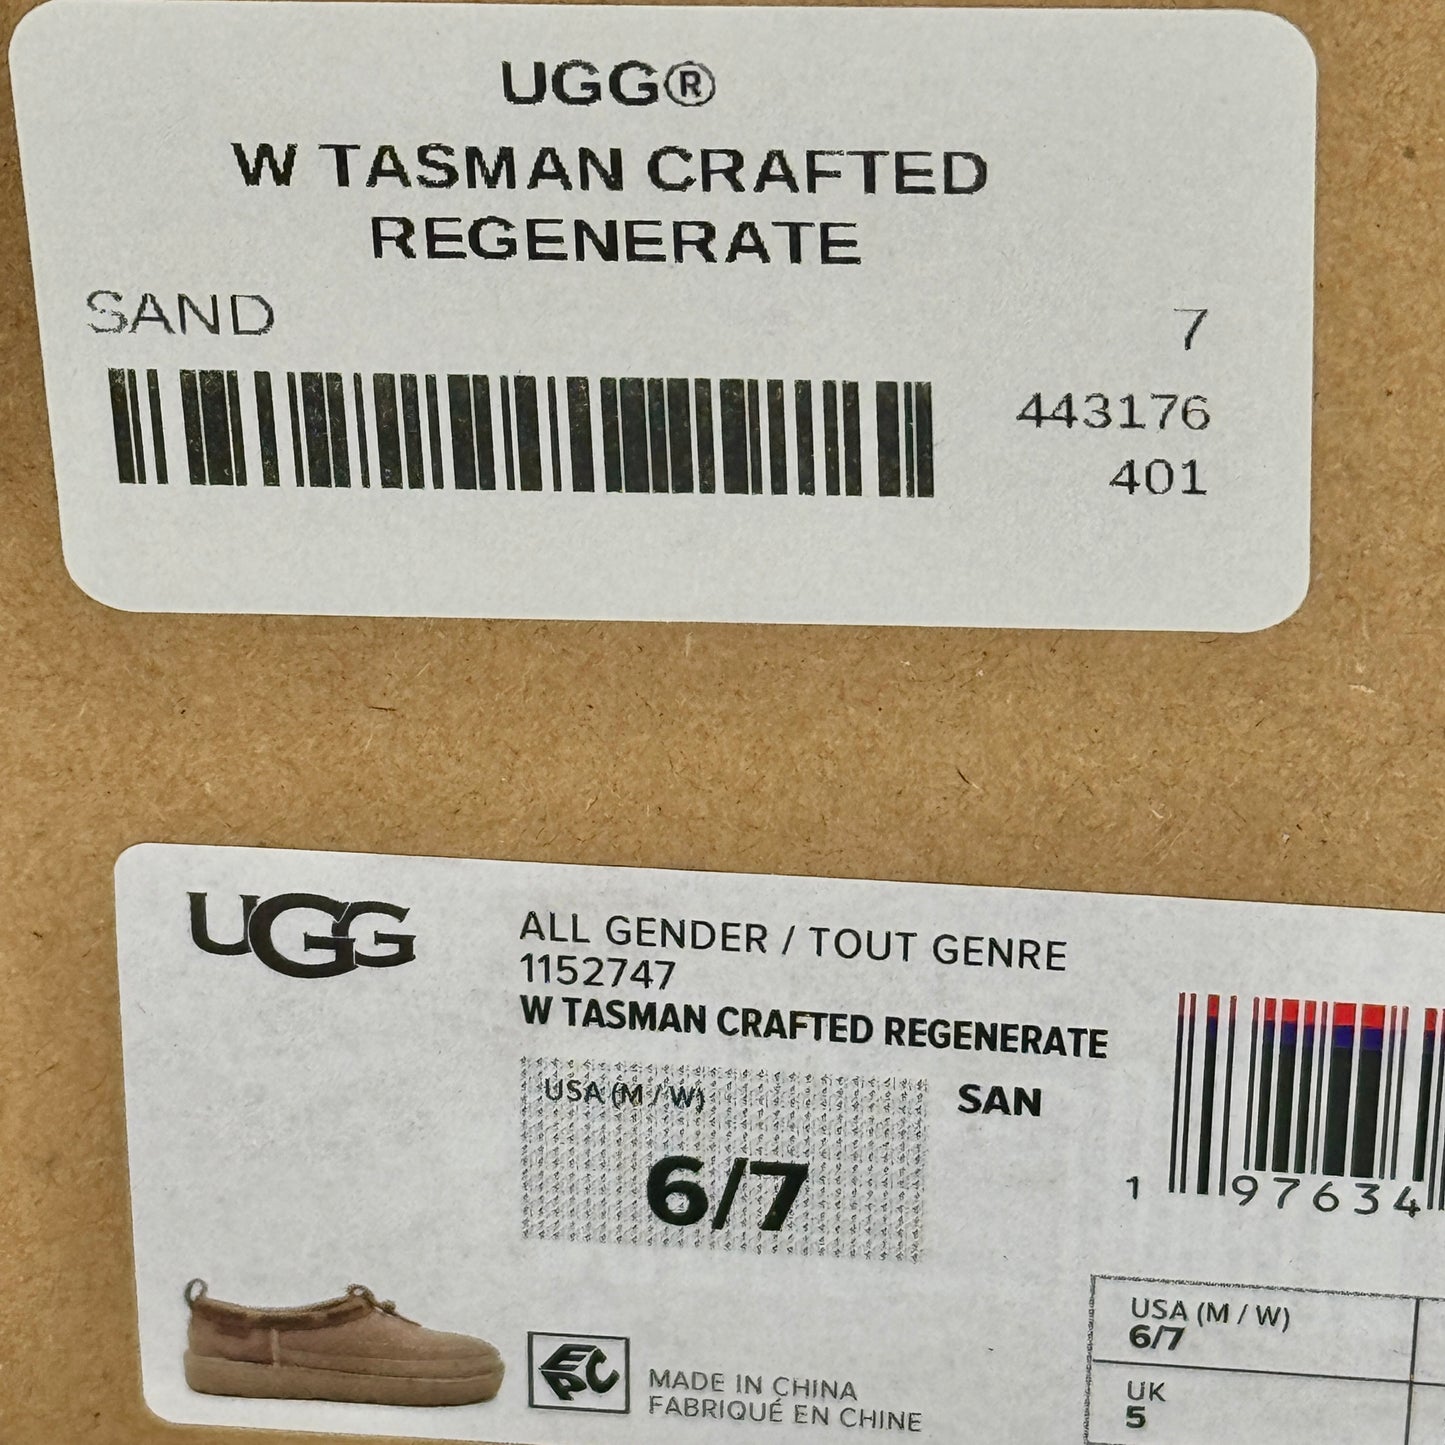 UGG®
W TASMAN CRAFTED
REGENERATE
SAND
7
443176
401
UGG
ALL GENDER / TOUT GENRE
1152747
W TASMAN CRAFTED REGENERATE
USA (M / W)
SAN
6/7
1 97634
USA (M / W)
6/7
UK
5
EPC
MADE IN CHINA
FABRIQUÉ EN CHINE